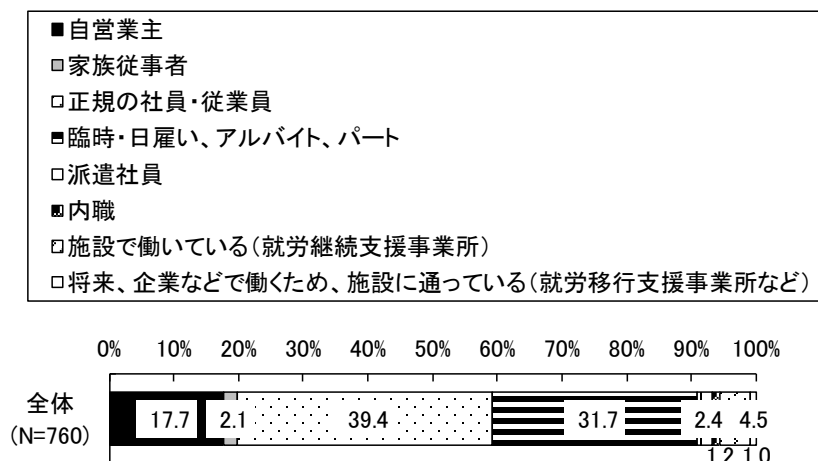 自営業主
家族従事者
正規の社員・従業員
臨時・日雇い、アルバイト、パート
派遣社員
内職
施設で働いている(就労継続支援事業所)
将来、企業などで働くため、施設に通っている(就労移行支援事業所など)
0% 10% 20% 30% 40% 50% 60% 70% 80% 90% 100%
全体
(N=760)
17.7 2.1 39.4 31.7 2.4 4.5
1.2 1.0